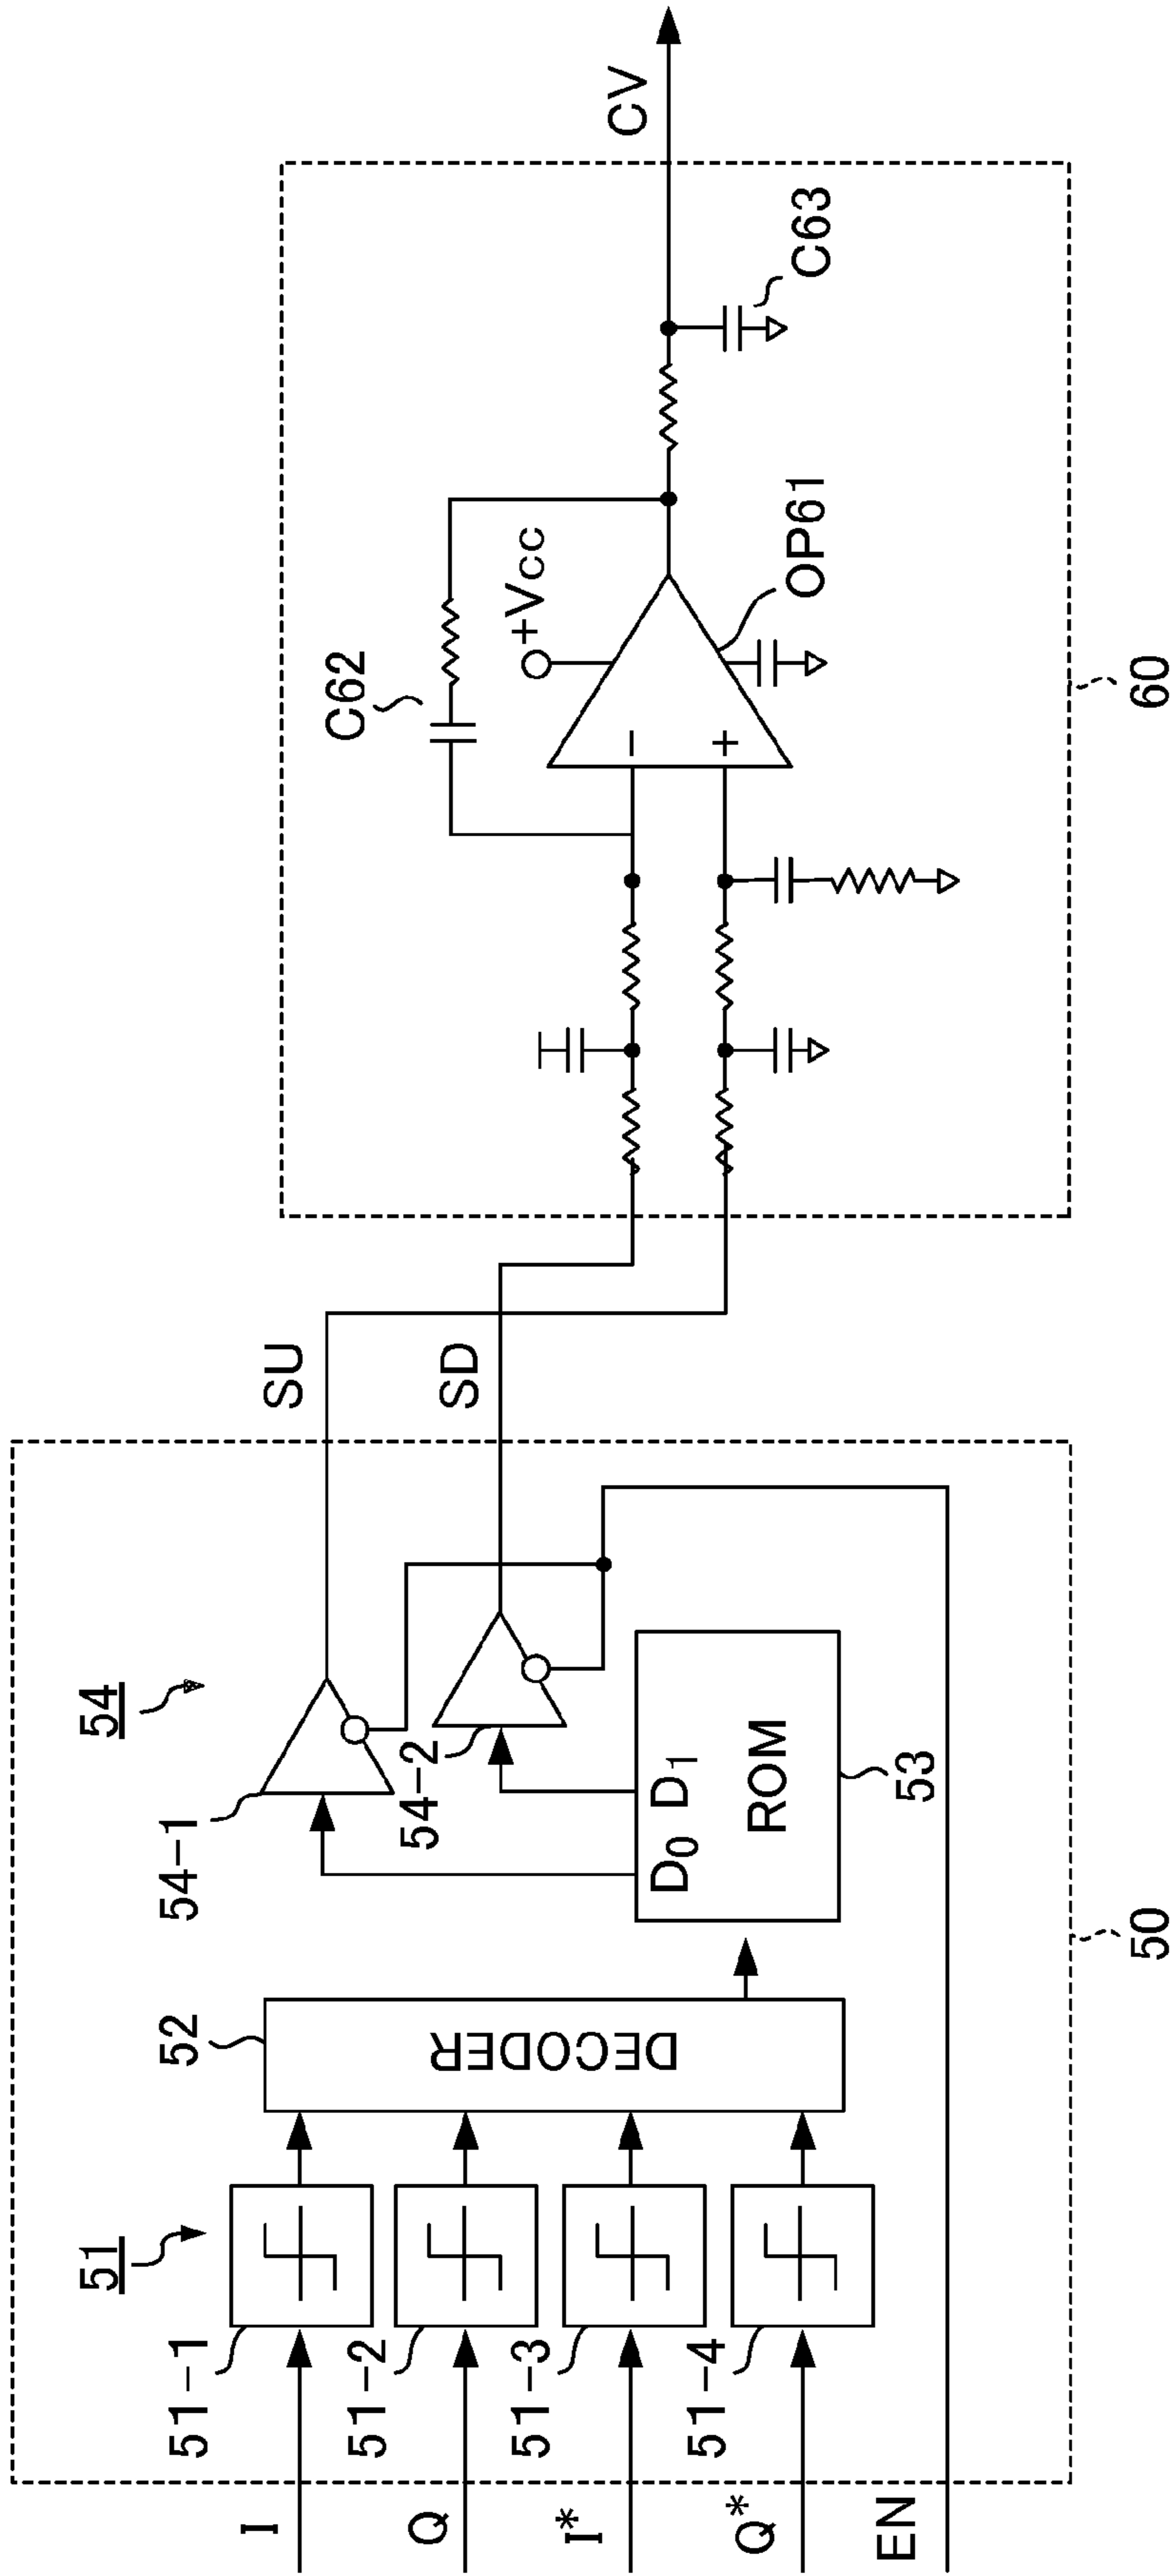 I
Q
I*
Q*
EN
51
51-1
51-2
51-3
51-4
52
DECODER
53
D0 D1
ROM
54
54-1
54-2
50
SU
SD
C62
+Vcc
−
+
OP61
C63
60
CV